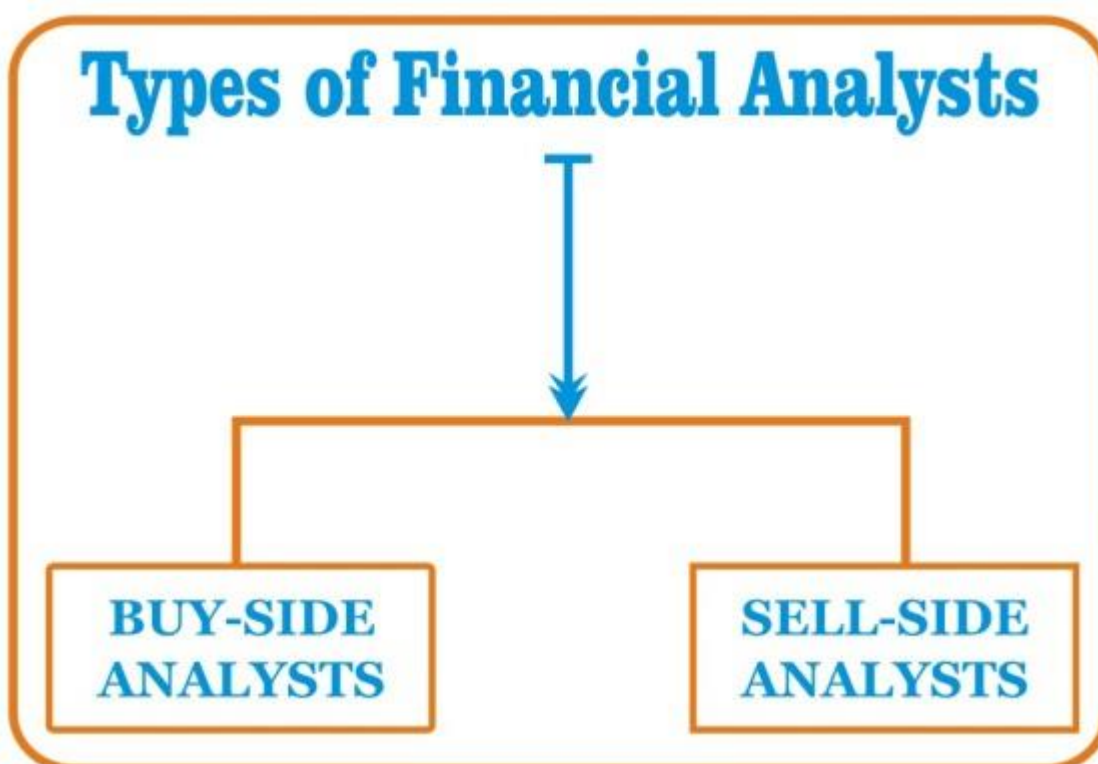 Types of Financial Analysts
BUY-SIDE
ANALYSTS
SELL-SIDE
ANALYSTS